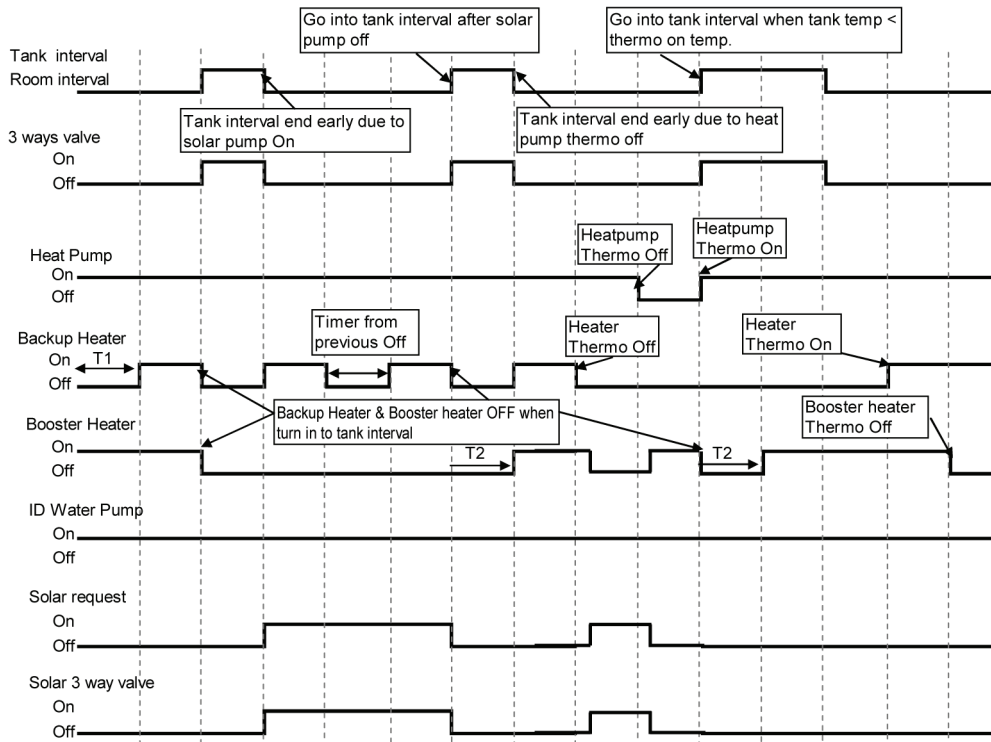 Go into tank interval after solar
pump off
Go into tank interval when tank temp <
thermo on temp.
Tank interval
Room interval
Tank interval end early due to
solar pump On
Tank interval end early due to heat
pump thermo off
3 ways valve
On
Off
Heat Pump
On
Off
Heatpump
Thermo Off
Heatpump
Thermo On
Backup Heater
On
Off
T1
Timer from
previous Off
Heater
Thermo Off
Heater
Thermo On
Backup Heater & Booster heater OFF when
turn in to tank interval
Booster Heater
On
Off
T2
T2
Booster heater
Thermo Off
ID Water Pump
On
Off
Solar request
On
Off
Solar 3 way valve
On
Off